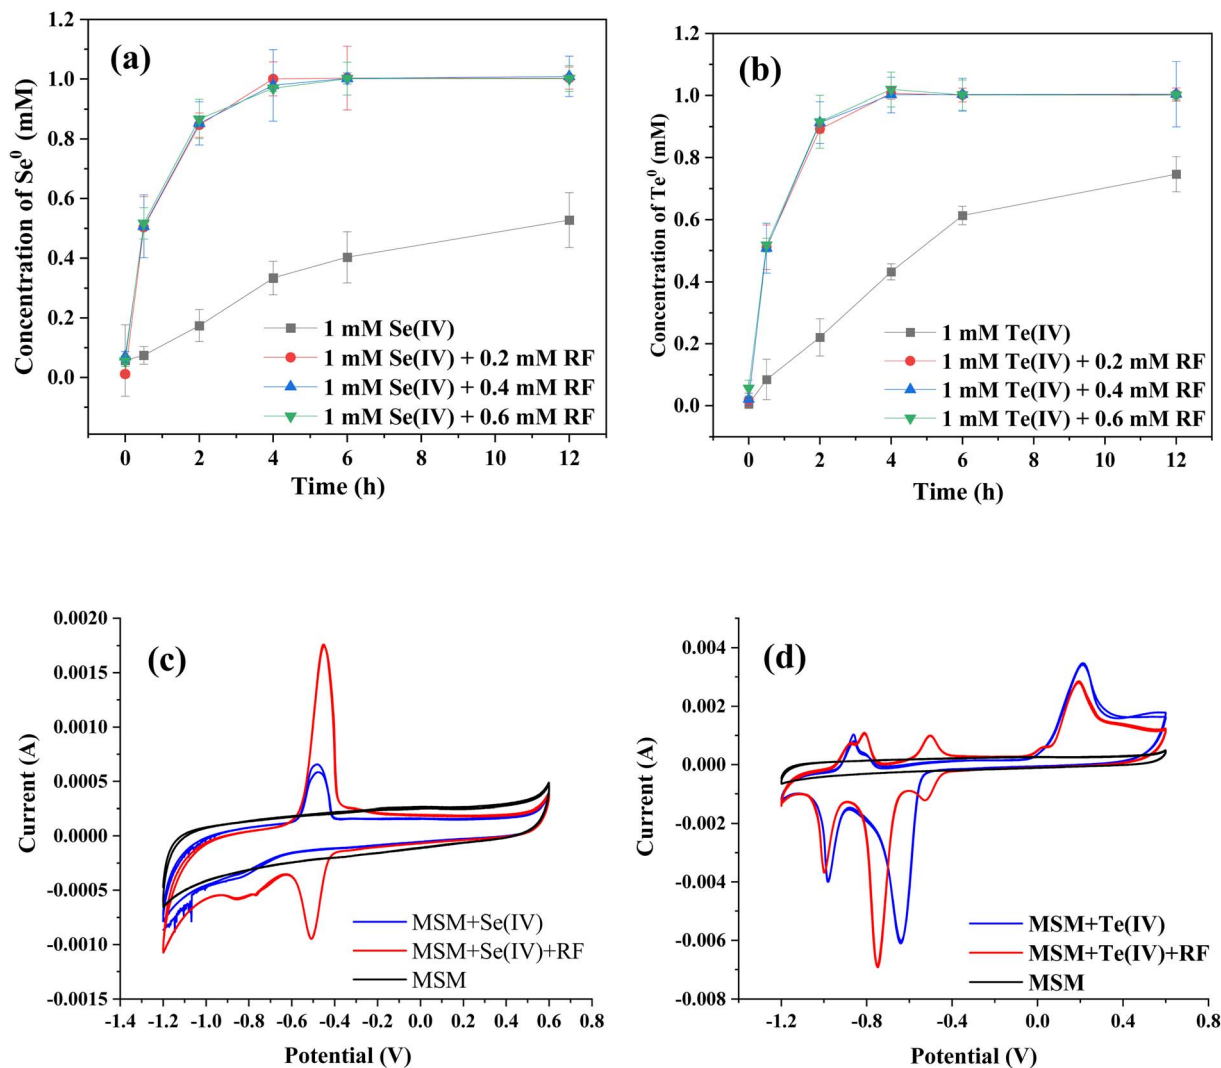 (a)
Concentration of Se⁰ (mM)
1.2
1.0
0.8
0.6
0.4
0.2
0.0
1 mM Se(IV)
1 mM Se(IV) + 0.2 mM RF
1 mM Se(IV) + 0.4 mM RF
1 mM Se(IV) + 0.6 mM RF
0 2 4 6 8 10 12
Time (h)
(b)
Concentration of Te⁰ (mM)
1.2
1.0
0.8
0.6
0.4
0.2
0.0
1 mM Te(IV)
1 mM Te(IV) + 0.2 mM RF
1 mM Te(IV) + 0.4 mM RF
1 mM Te(IV) + 0.6 mM RF
0 2 4 6 8 10 12
Time (h)
(c)
Current (A)
0.0020
0.0015
0.0010
0.0005
0.0000
-0.0005
-0.0010
-0.0015
MSM+Se(IV)
MSM+Se(IV)+RF
MSM
-1.4 -1.2 -1.0 -0.8 -0.6 -0.4 -0.2 0.0 0.2 0.4 0.6 0.8
Potential (V)
(d)
Current (A)
0.004
0.002
0.000
-0.002
-0.004
-0.006
-0.008
MSM+Te(IV)
MSM+Te(IV)+RF
MSM
-1.2 -0.8 -0.4 0.0 0.4 0.8
Potential (V)